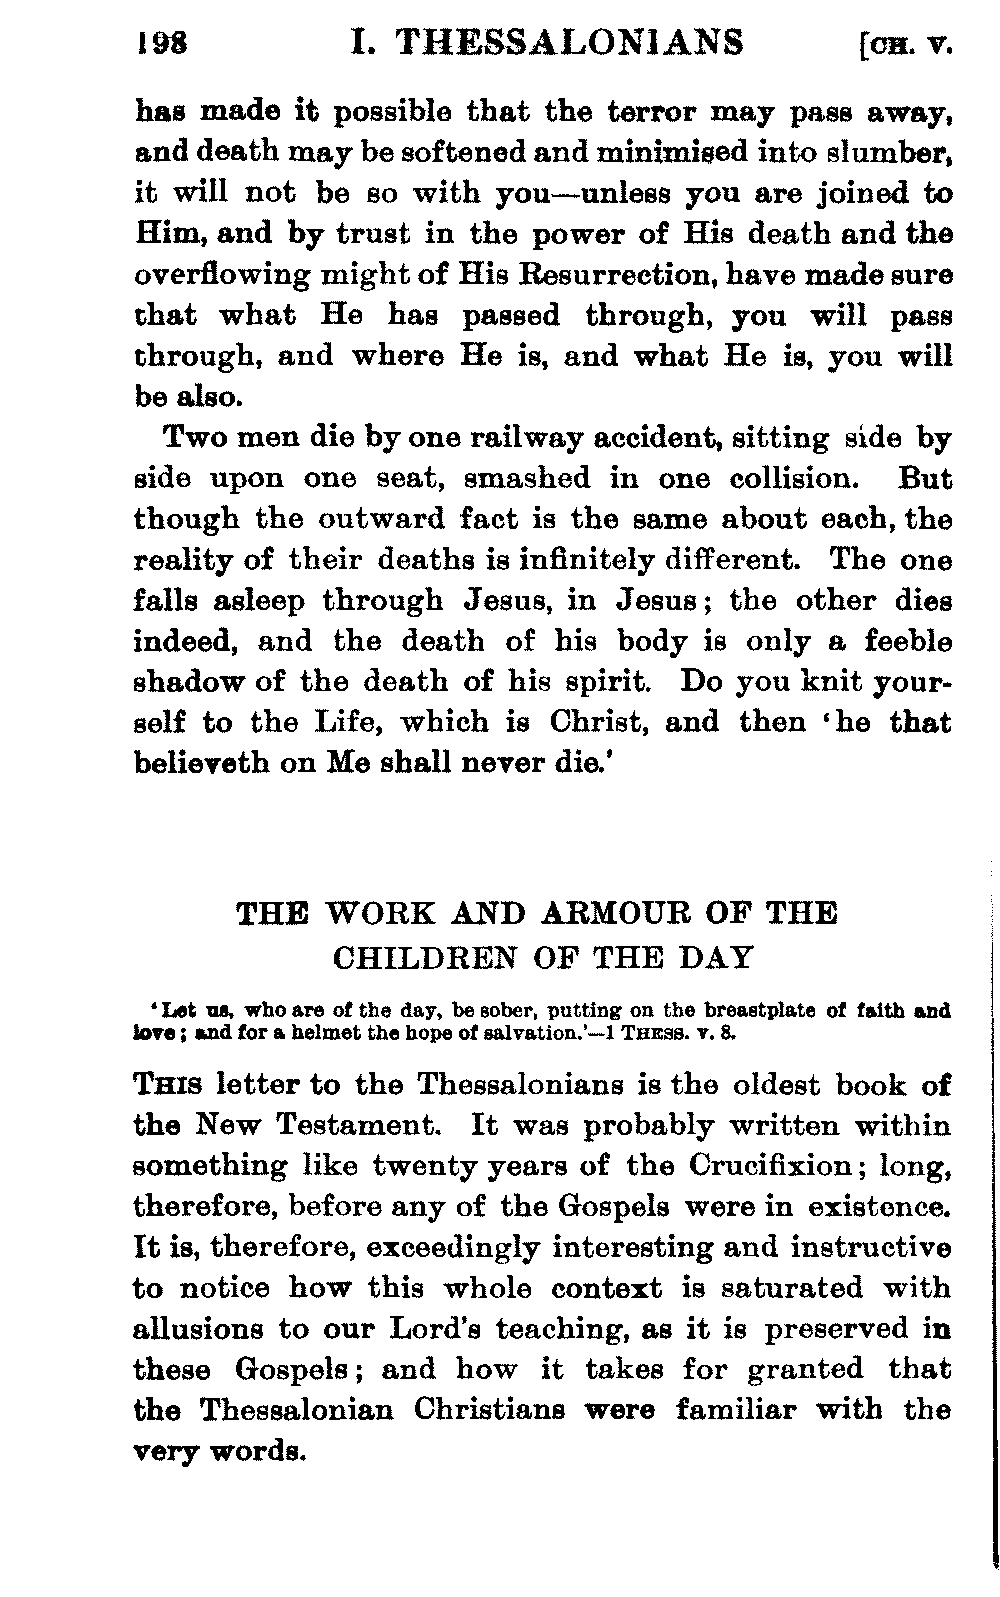 198 I. THESSALONIANS [CH. V.
has made it possible that the terror may pass away,
and death may be softened and minimised into slumber,
it will not be so with you—unless you are joined to
Him, and by trust in the power of His death and the
overflowing might of His Resurrection, have made sure
that what He has passed through, you will pass
through, and where He is, and what He is, you will
be also.
Two men die by one railway accident, sitting side by
side upon one seat, smashed in one collision. But
though the outward fact is the same about each, the
reality of their deaths is infinitely different. The one
falls asleep through Jesus, in Jesus; the other dies
indeed, and the death of his body is only a feeble
shadow of the death of his spirit. Do you knit your-
self to the Life, which is Christ, and then ‘he that
believeth on Me shall never die.’
THE WORK AND ARMOUR OF THE
CHILDREN OF THE DAY
‘Let us, who are of the day, be sober, putting on the breastplate of faith and
love; and for a helmet the hope of salvation.’—1 THESS. v. 8.
THIS letter to the Thessalonians is the oldest book of
the New Testament. It was probably written within
something like twenty years of the Crucifixion; long,
therefore, before any of the Gospels were in existence.
It is, therefore, exceedingly interesting and instructive
to notice how this whole context is saturated with
allusions to our Lord’s teaching, as it is preserved in
these Gospels; and how it takes for granted that
the Thessalonian Christians were familiar with the
very words.